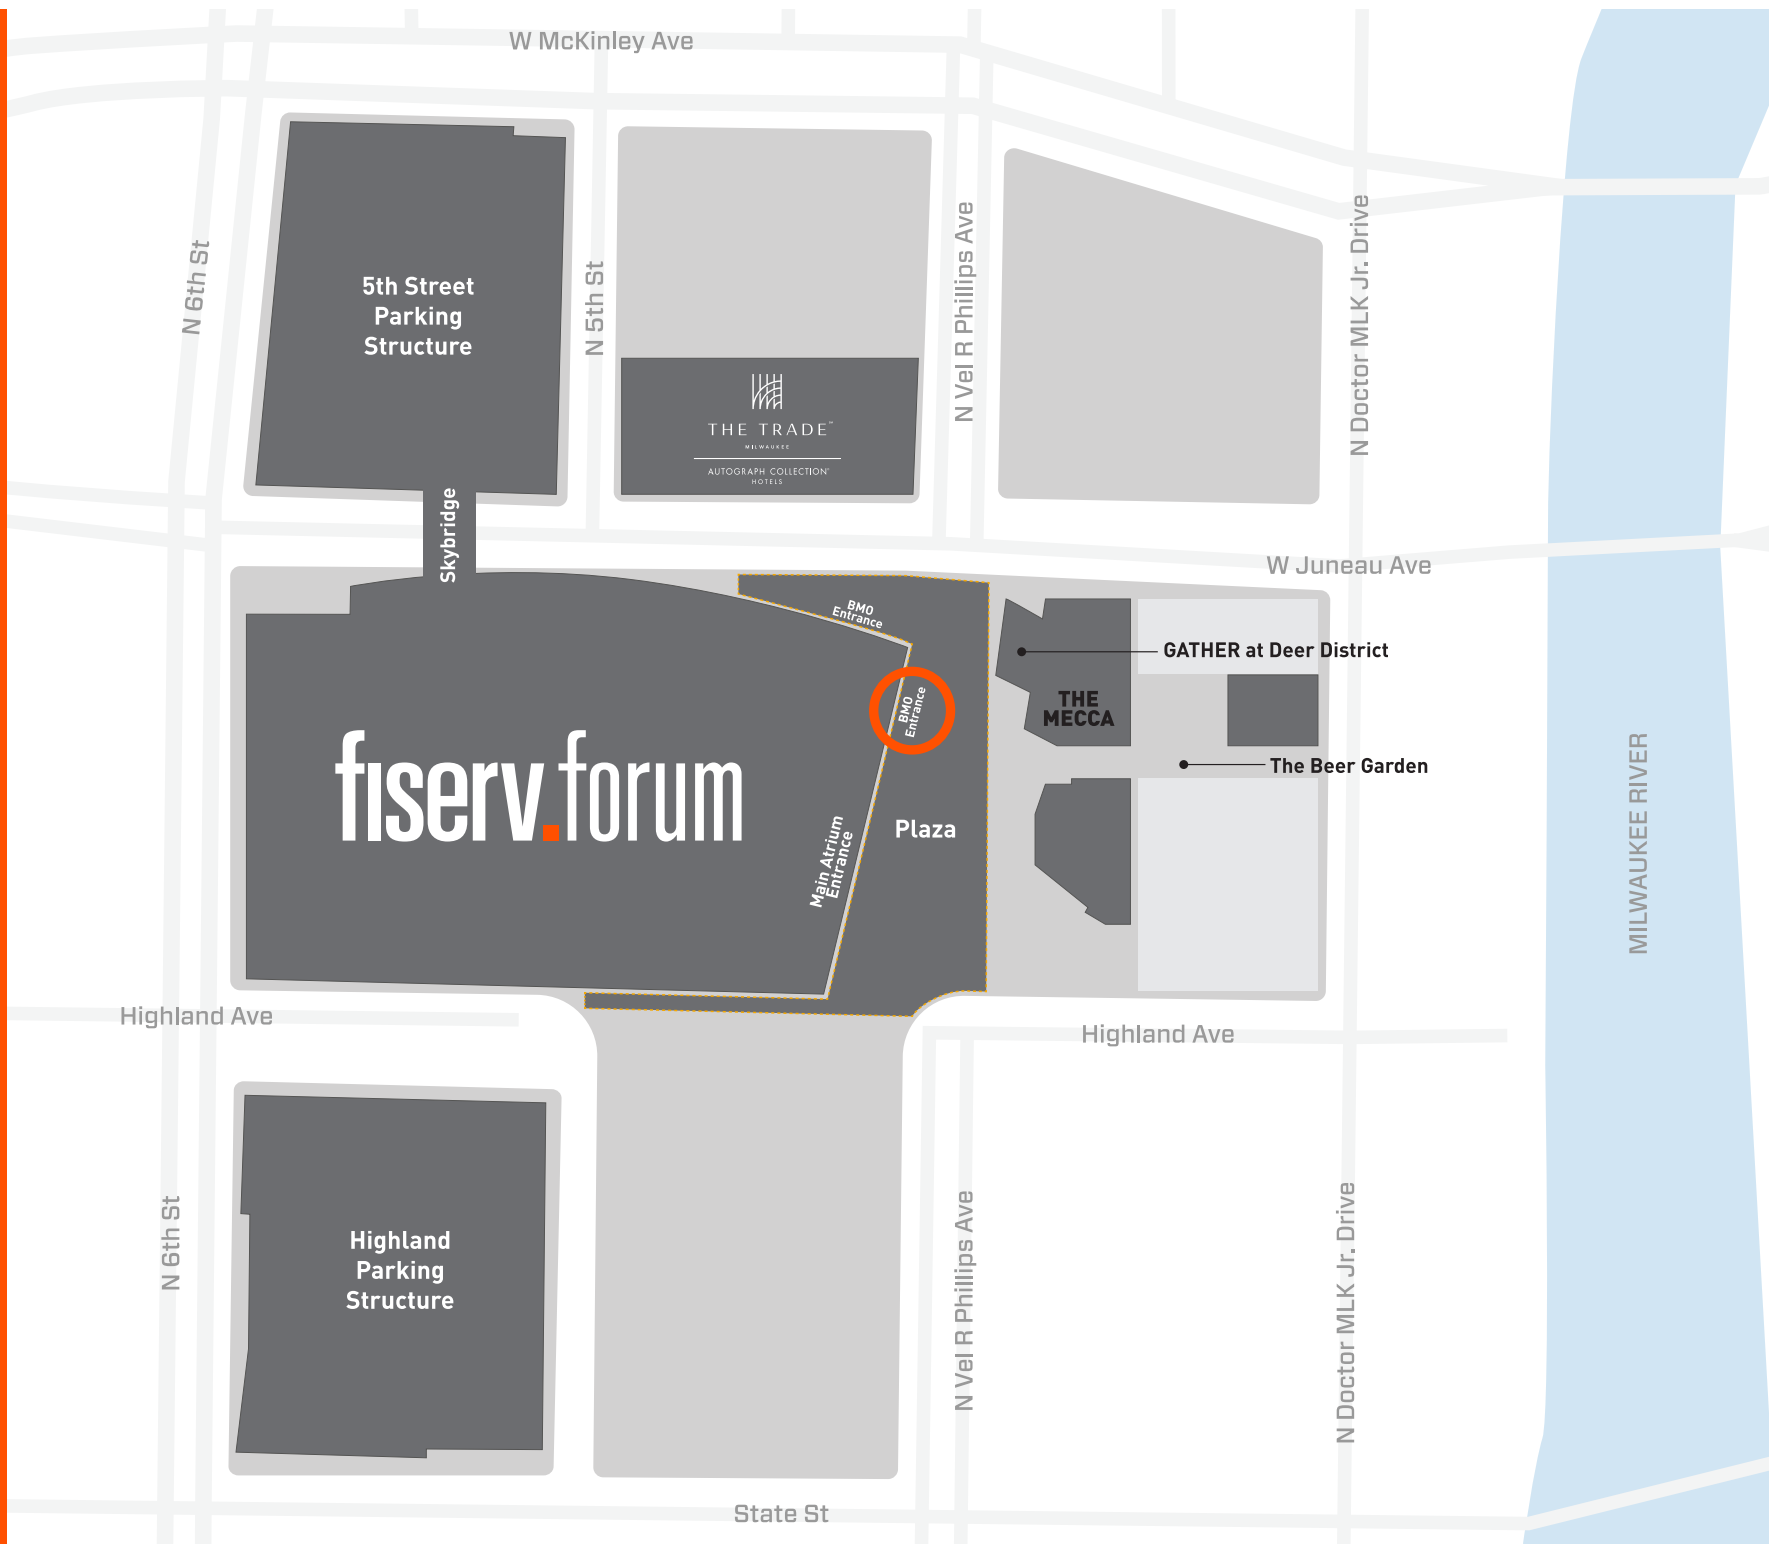 W McKinley Ave
N 6th St
5th Street
Parking
Structure
N 5th St
N Vel R Phillips Ave
N Doctor MLK Jr. Drive
THE TRADE™
MILWAUKEE
AUTOGRAPH COLLECTION®
HOTELS
Skybridge
W Juneau Ave
BMO
Entrance
GATHER at Deer District
BMO
Entrance
THE
MECCA
fiserv.forum
The Beer Garden
Main Atrium
Entrance
Plaza
MILWAUKEE RIVER
Highland Ave
Highland Ave
N 6th St
Highland
Parking
Structure
N Vel R Phillips Ave
N Doctor MLK Jr. Drive
State St